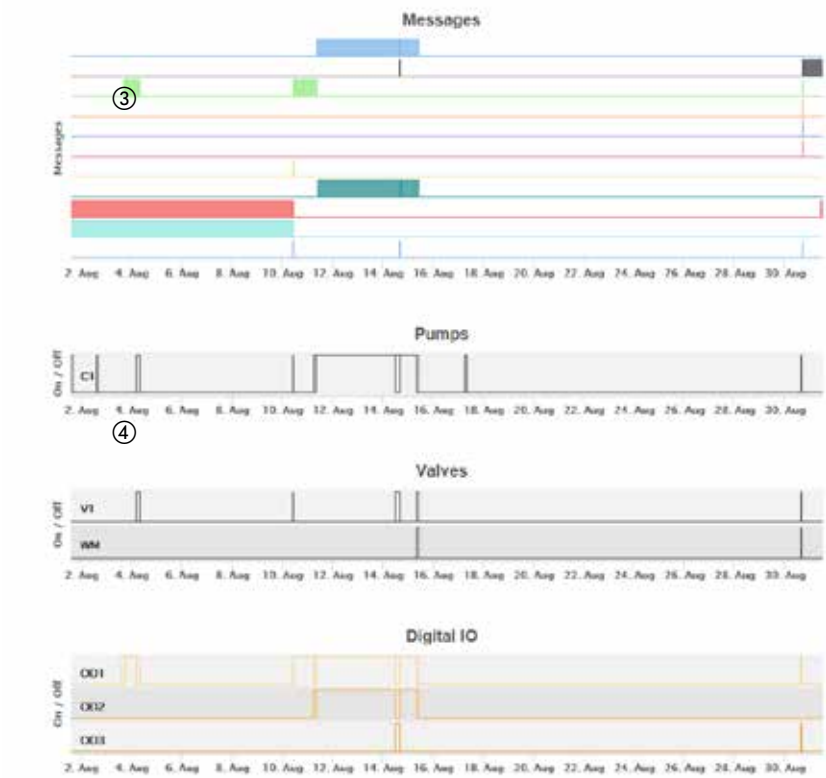 Messages
③
Messages
2. Aug 4. Aug 6. Aug 8. Aug 10. Aug 12. Aug 14. Aug 16. Aug 18. Aug 20. Aug 22. Aug 24. Aug 26. Aug 28. Aug 30. Aug
Pumps
On / Off
C1
2. Aug 4. Aug 6. Aug 8. Aug 10. Aug 12. Aug 14. Aug 16. Aug 18. Aug 20. Aug 22. Aug 24. Aug 26. Aug 28. Aug 30. Aug
④
Valves
On / Off
V1
WM
2. Aug 4. Aug 6. Aug 8. Aug 10. Aug 12. Aug 14. Aug 16. Aug 18. Aug 20. Aug 22. Aug 24. Aug 26. Aug 28. Aug 30. Aug
Digital IO
On / Off
OO1
OO2
OO3
2. Aug 4. Aug 6. Aug 8. Aug 10. Aug 12. Aug 14. Aug 16. Aug 18. Aug 20. Aug 22. Aug 24. Aug 26. Aug 28. Aug 30. Aug